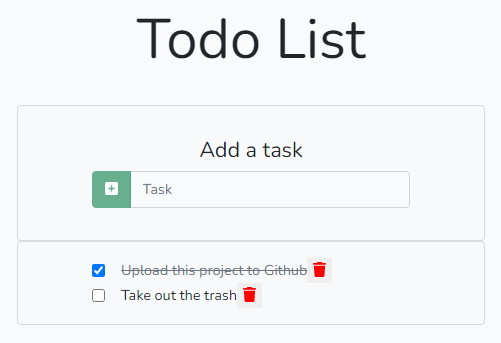 Todo List
Add a task
Task
Upload this project to Github
Take out the trash